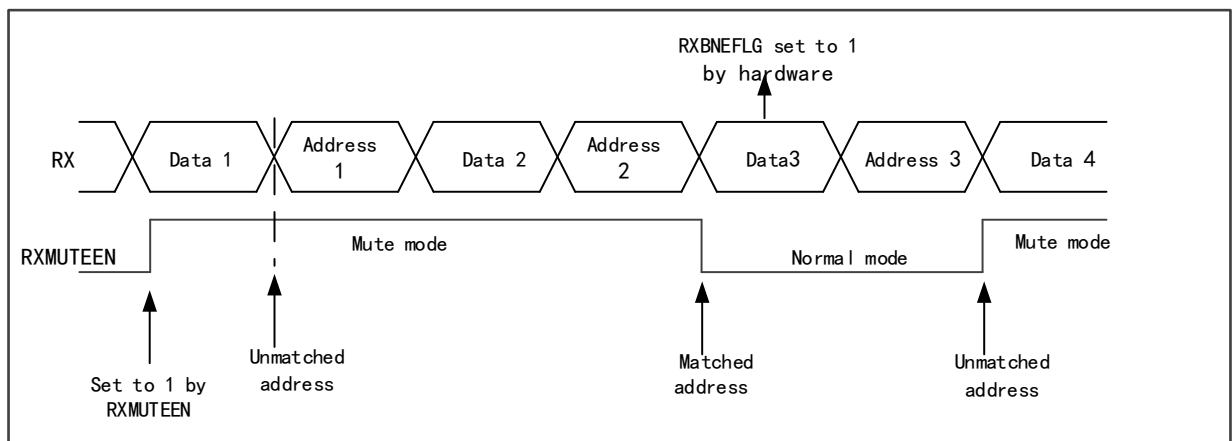 RXBNEFLG set to 1
by hardware
RX
Data 1
Address
1
Data 2
Address
2
Data3
Address 3
Data 4
RXMUTEEN
Mute mode
Normal mode
Mute mode
Set to 1 by
RXMUTEEN
Unmatched
address
Matched
address
Unmatched
address